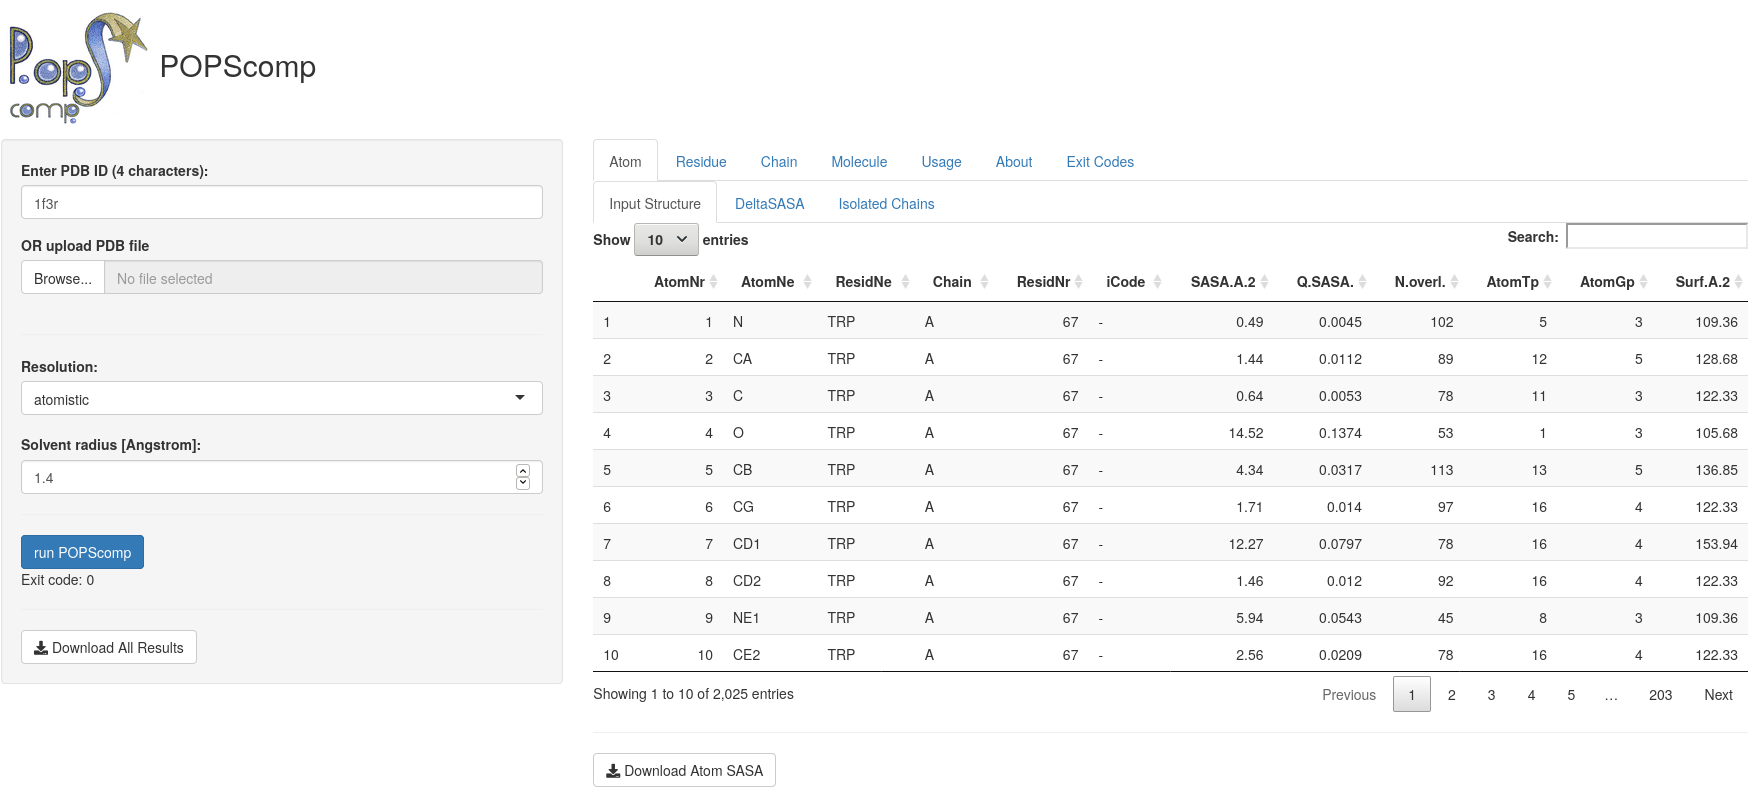 P.opS
comp
POPScomp
Enter PDB ID (4 characters):
1f3r
OR upload PDB file
Browse... No file selected
Resolution:
atomistic
Solvent radius [Angstrom]:
1.4
run POPScomp
Exit code: 0
Download All Results
Atom Residue Chain Molecule Usage About Exit Codes
Input Structure DeltaSASA Isolated Chains
Show 10 entries Search:
AtomNr AtomNe ResidNe Chain ResidNr iCode SASA.A.2 Q.SASA. N.overl. AtomTp AtomGp Surf.A.2
1 1 N TRP A 67 - 0.49 0.0045 102 5 3 109.36
2 2 CA TRP A 67 - 1.44 0.0112 89 12 5 128.68
3 3 C TRP A 67 - 0.64 0.0053 78 11 3 122.33
4 4 O TRP A 67 - 14.52 0.1374 53 1 3 105.68
5 5 CB TRP A 67 - 4.34 0.0317 113 13 5 136.85
6 6 CG TRP A 67 - 1.71 0.014 97 16 4 122.33
7 7 CD1 TRP A 67 - 12.27 0.0797 78 16 4 153.94
8 8 CD2 TRP A 67 - 1.46 0.012 92 16 4 122.33
9 9 NE1 TRP A 67 - 5.94 0.0543 45 8 3 109.36
10 10 CE2 TRP A 67 - 2.56 0.0209 78 16 4 122.33
Showing 1 to 10 of 2,025 entries Previous 1 2 3 4 5 … 203 Next
Download Atom SASA